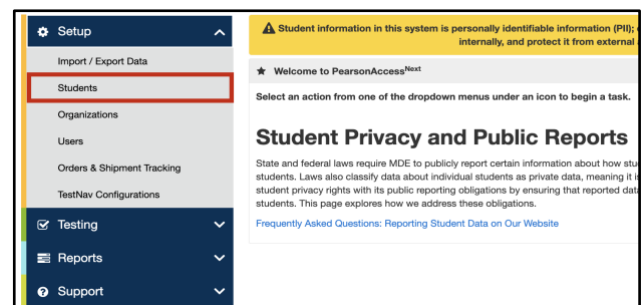 Setup
Import / Export Data
Students
Organizations
Users
Orders & Shipment Tracking
TestNav Configurations
Testing
Reports
Support
Student information in this system is personally identifiable information (PII);
internally, and protect it from external
Welcome to PearsonAccessNext
Select an action from one of the dropdown menus under an icon to begin a task.
Student Privacy and Public Reports
State and federal laws require MDE to publicly report certain information about how
students. Laws also classify data about individual students as private data, meaning it
student privacy rights with its public reporting obligations by ensuring that reported
students. This page explores how we address these obligations.
Frequently Asked Questions: Reporting Student Data on Our Website